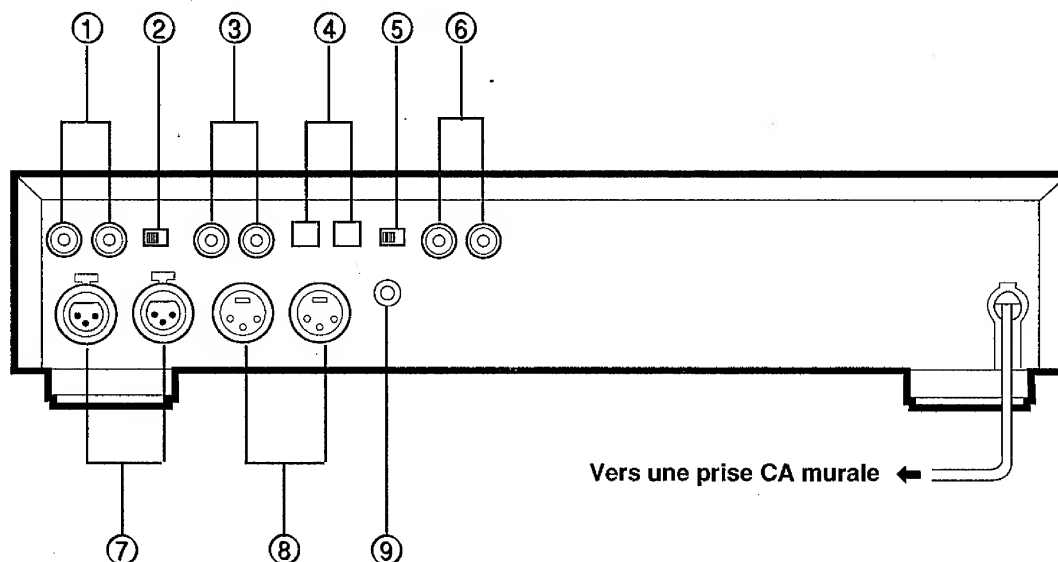 ① ② ③ ④ ⑤ ⑥
Vers une prise CA murale
⑦ ⑧ ⑨